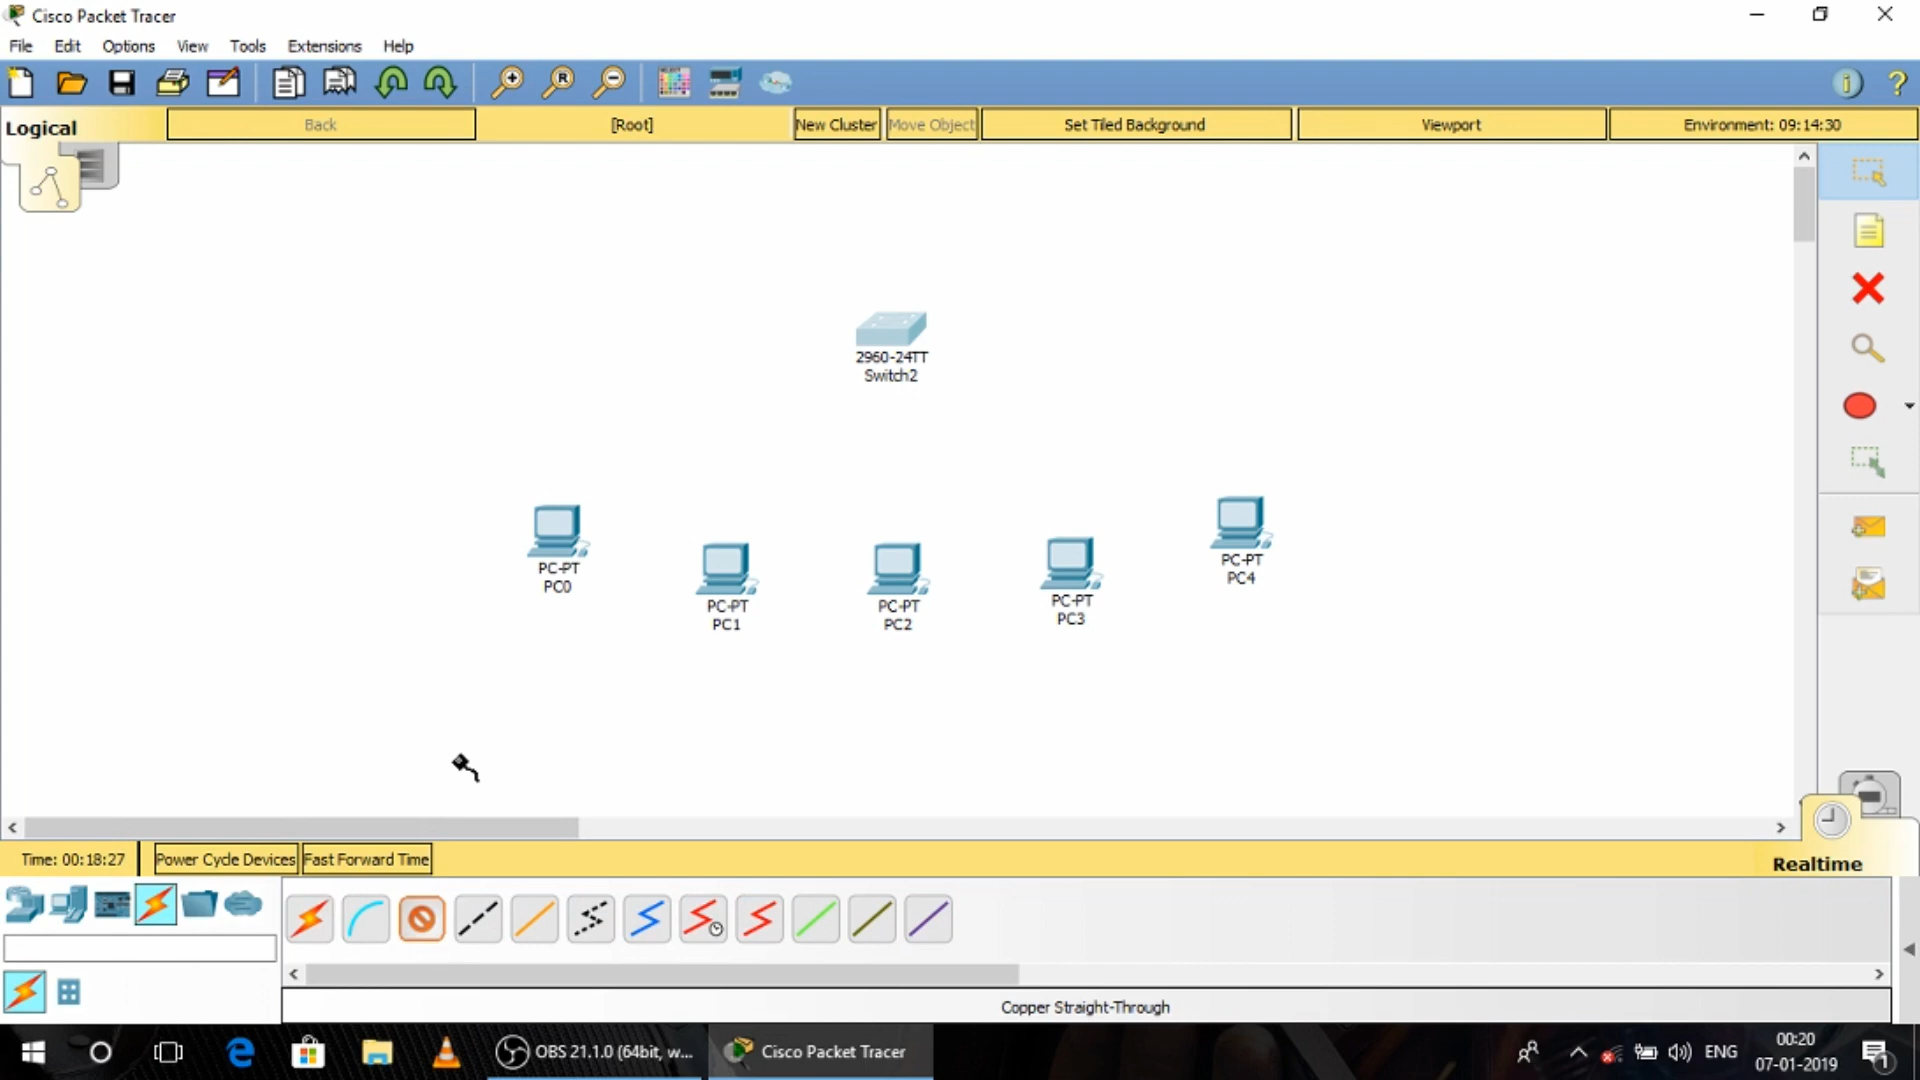 Cisco Packet Tracer
File Edit Options View Tools Extensions Help
Logical Back [Root] New Cluster Move Object Set Tiled Background Viewport Environment: 09:14:30
2960-24TT
Switch2
PC-PT
PC0
PC-PT
PC1
PC-PT
PC2
PC-PT
PC3
PC-PT
PC4
Time: 00:18:27 Power Cycle Devices Fast Forward Time Realtime
Copper Straight-Through
OBS 21.1.0 (64bit, w... Cisco Packet Tracer ENG
00:20
07-01-2019